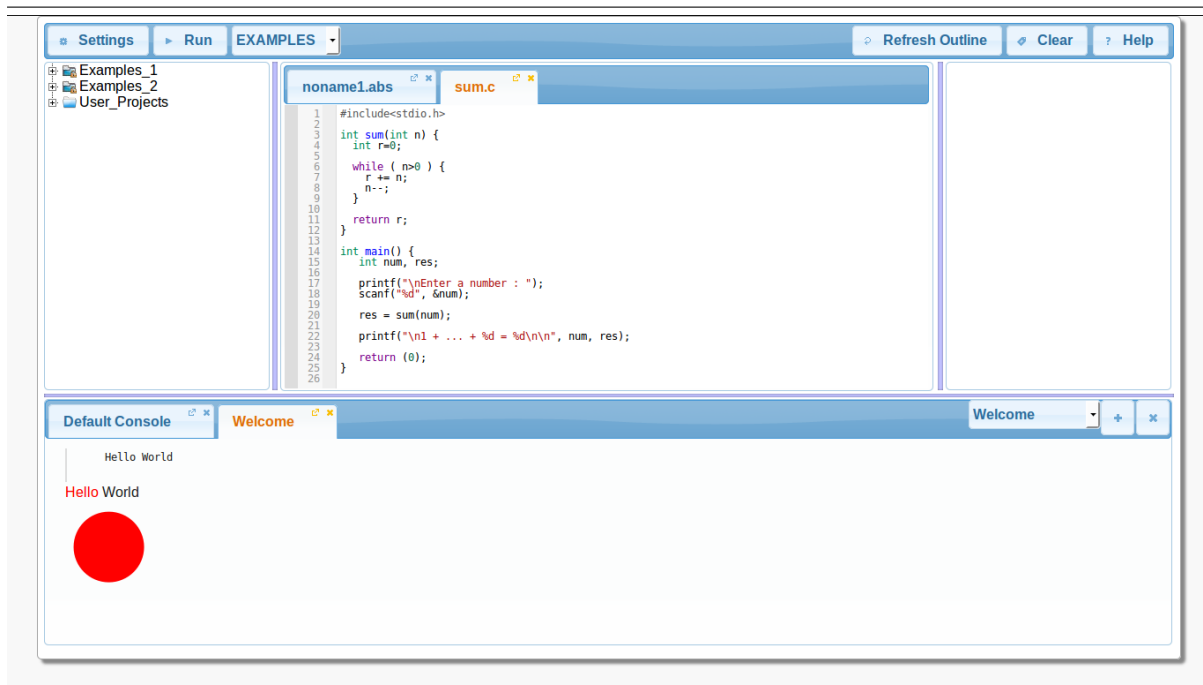 Settings Run EXAMPLES Refresh Outline Clear ? Help
Examples_1
Examples_2
User_Projects
noname1.abs sum.c
1 #include<stdio.h>
2
3 int sum(int n) {
4 int r=0;
5
6 while ( n>0 ) {
7 r += n;
8 n--;
9 }
10
11 return r;
12 }
13
14 int main() {
15 int num, res;
16
17 printf("\nEnter a number : ");
18 scanf("%d", &num);
19
20 res = sum(num);
21
22 printf("\n1 + ... + %d = %d\n\n", num, res);
23
24 return (0);
25 }
26
Default Console Welcome Welcome
Hello World
Hello World